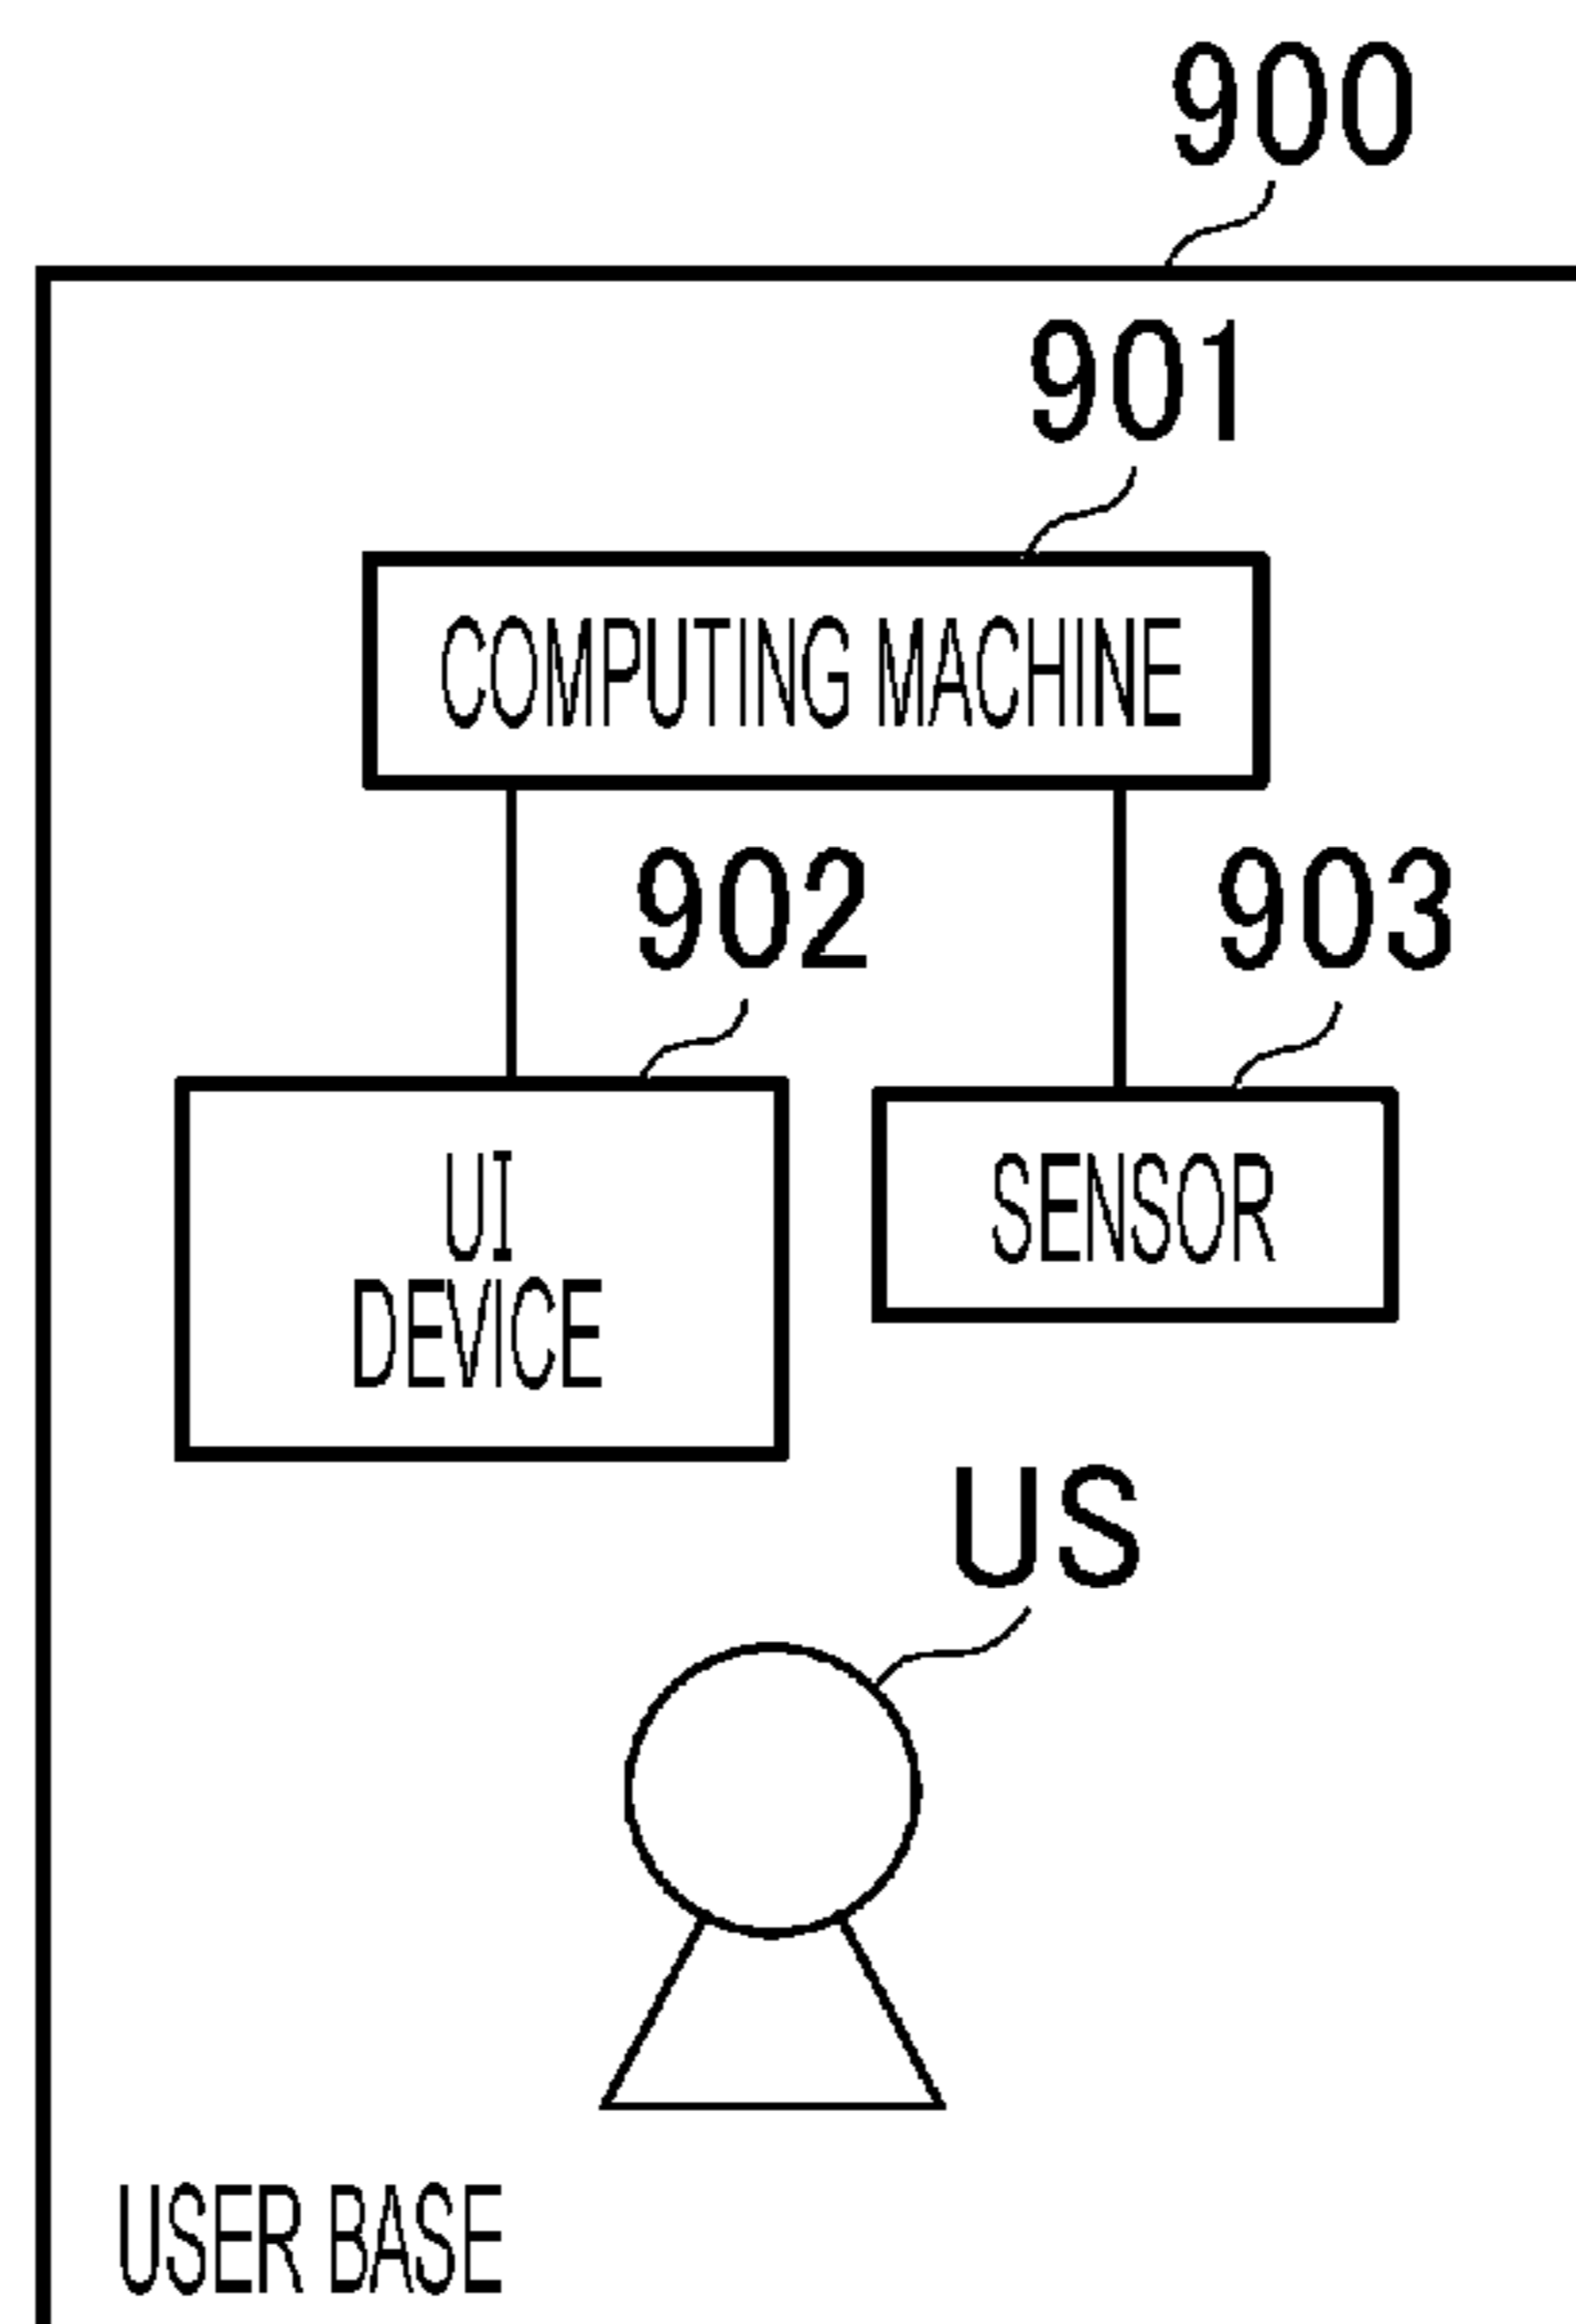 900
901
COMPUTING MACHINE
902
903
UI
DEVICE
SENSOR
US
USER BASE